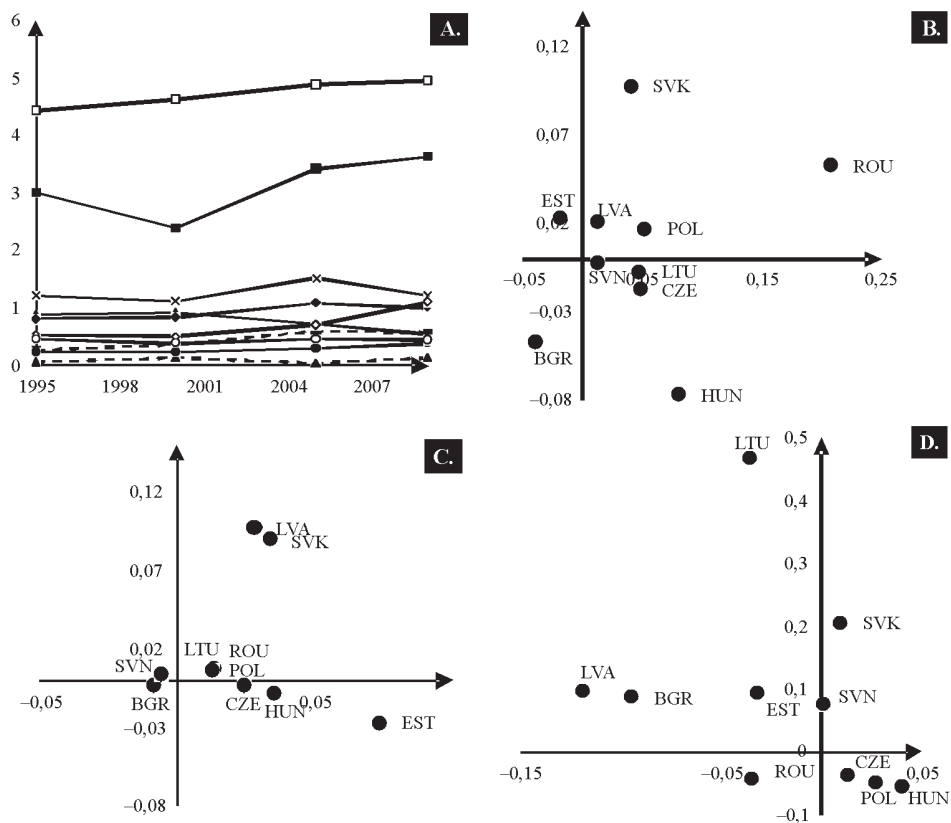 A.
6
5
4
3
2
1
0
1995 1998 2001 2004 2007
B.
0,12
SVK
0,07
ROU
EST
LVA
0,02
POL
SVN
LTU
–0,05 0,05 0,15 0,25
CZE
–0,03
BGR
–0,08
HUN
C.
0,12
LVA
SVK
0,07
0,02
LTU ROU
SVN
POL
–0,05 0,05
BGR CZE HUN
EST
–0,03
–0,08
D.
LTU
0,5
0,4
0,3
0,2
SVK
LVA
0,1
BGR
EST
SVN
0
–0.15 –0,05 0,05
ROU
CZE
POL HUN
–0,1